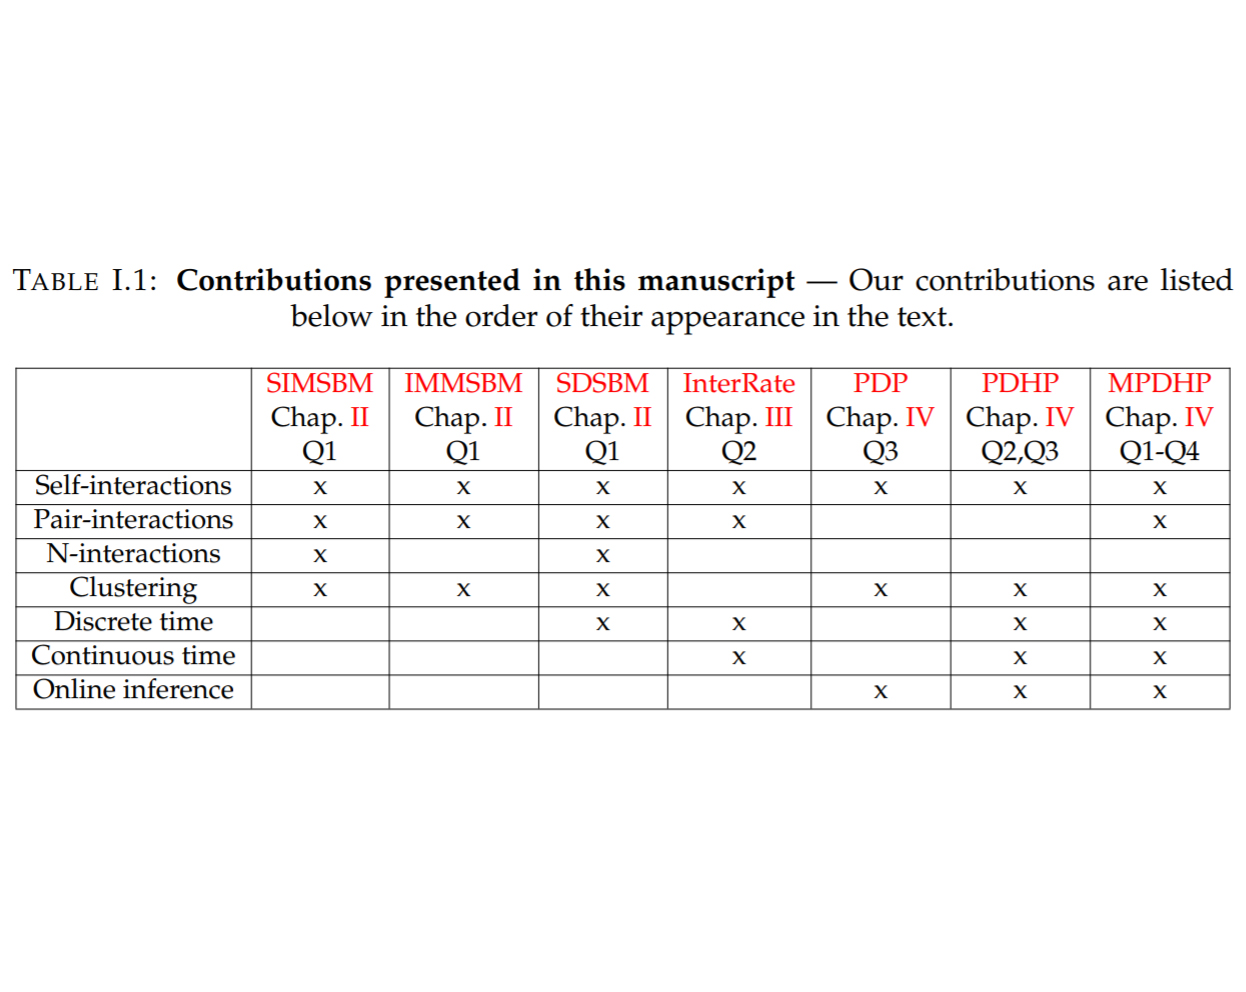 TABLE I.1: Contributions presented in this manuscript — Our contributions are listed
below in the order of their appearance in the text.
SIMSBM IMMSBM SDSBM InterRate PDP PDHP MPDHP
Chap. II Chap. II Chap. II Chap. III Chap. IV Chap. IV Chap. IV
Q1 Q1 Q1 Q2 Q3 Q2,Q3 Q1-Q4
Self-interactions x x x x x x x
Pair-interactions x x x x x
N-interactions x x
Clustering x x x x x x
Discrete time x x x x
Continuous time x x x
Online inference x x x